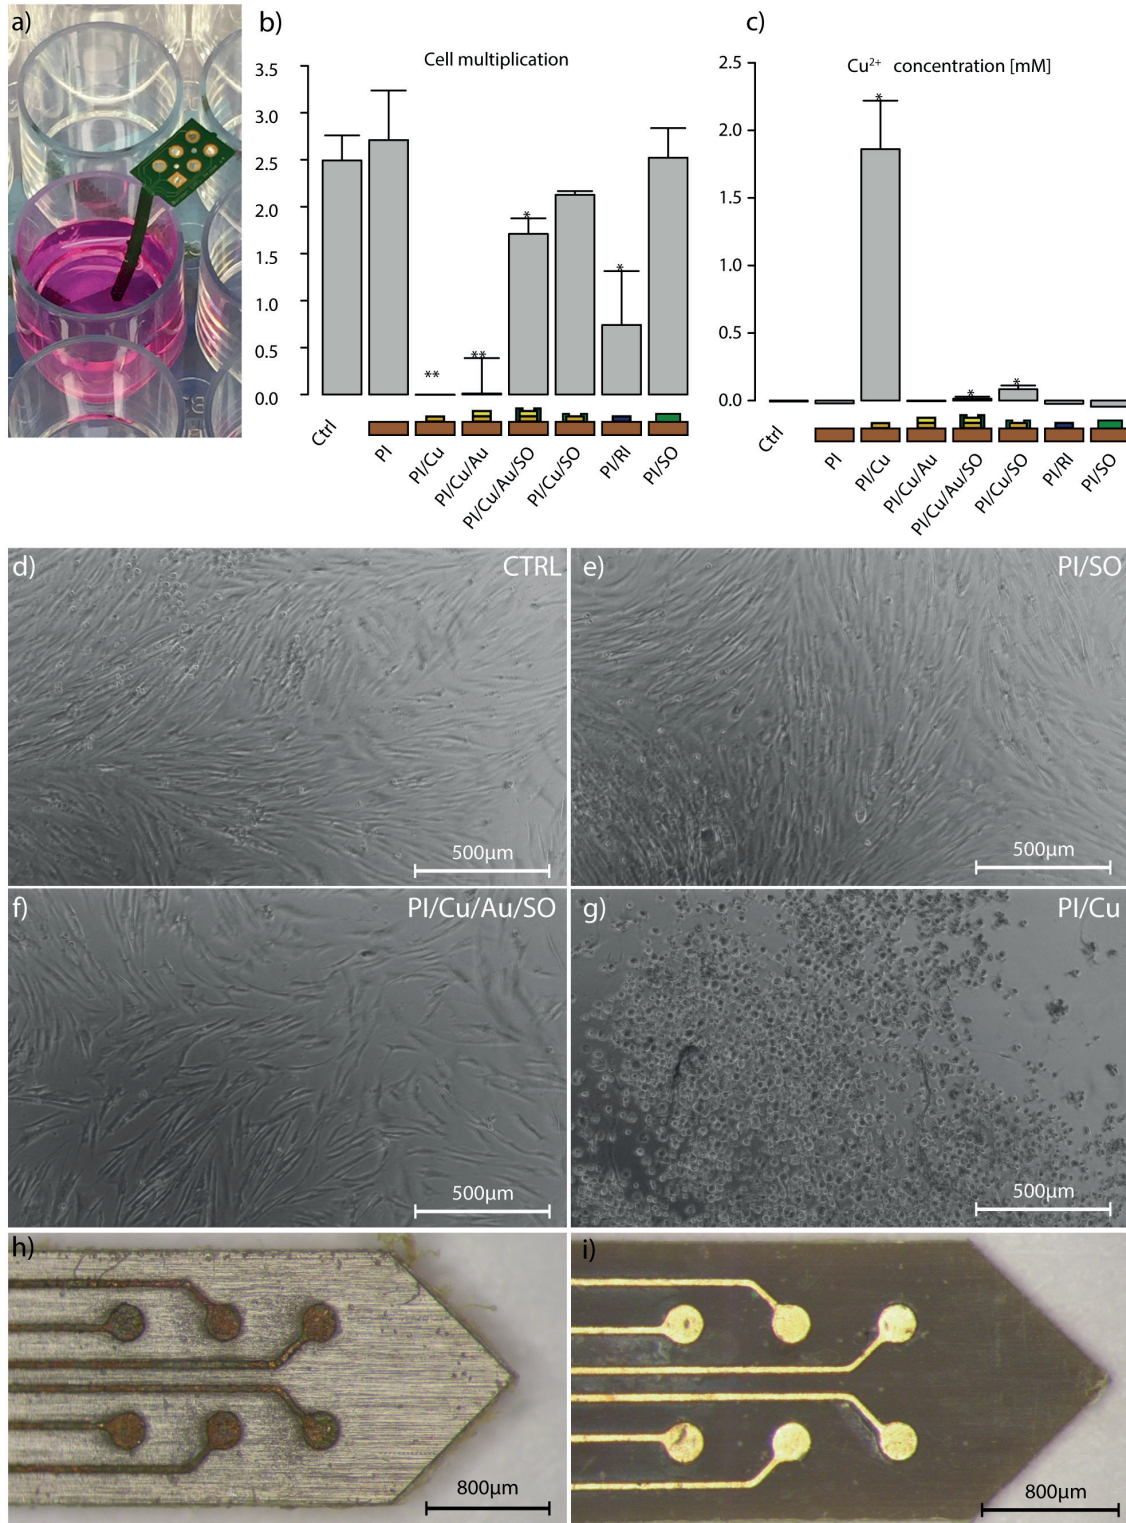 a)
b)
Cell multiplication
3.5
3.0
2.5
2.0
1.5
1.0
0.5
0.0
**
**
*
*
Ctrl
PI
PI/Cu
PI/Cu/Au
PI/Cu/Au/SO
PI/Cu/SO
PI/RI
PI/SO
c)
Cu²⁺ concentration [mM]
2.5
2.0
1.5
1.0
0.5
0.0
*
*
*
Ctrl
PI
PI/Cu
PI/Cu/Au
PI/Cu/Au/SO
PI/Cu/SO
PI/RI
PI/SO
d) CTRL
500µm
e) PI/SO
500µm
f) PI/Cu/Au/SO
500µm
g) PI/Cu
500µm
h)
800µm
i)
800µm